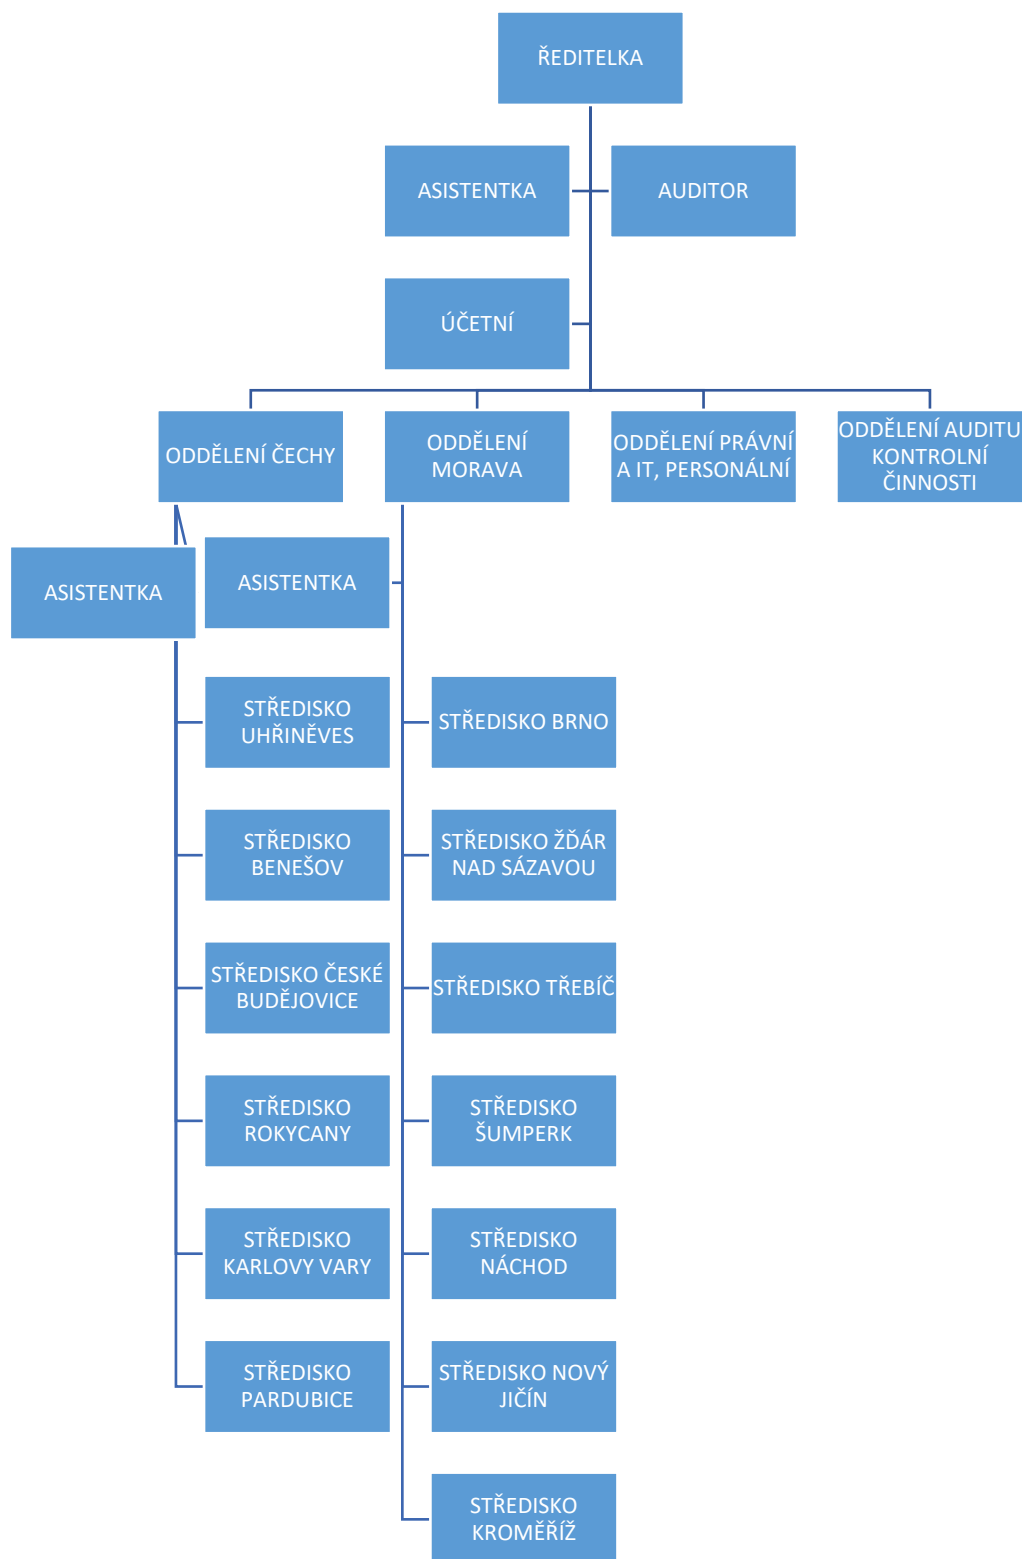 ŘEDITELKA
ASISTENTKA
AUDITOR
ÚČETNÍ
ODDĚLENÍ ČECHY
ODDĚLENÍ
MORAVA
ODDĚLENÍ PRÁVNÍ
A IT, PERSONÁLNÍ
ODDĚLENÍ AUDITU
KONTROLNÍ
ČINNOSTI
ASISTENTKA
ASISTENTKA
STŘEDISKO
UHŘINĚVES
STŘEDISKO BRNO
STŘEDISKO
BENEŠOV
STŘEDISKO ŽĎÁR
NAD SÁZAVOU
STŘEDISKO ČESKÉ
BUDĚJOVICE
STŘEDISKO TŘEBÍČ
STŘEDISKO
ROKYCANY
STŘEDISKO
ŠUMPERK
STŘEDISKO
KARLOVY VARY
STŘEDISKO
NÁCHOD
STŘEDISKO
PARDUBICE
STŘEDISKO NOVÝ
JIČÍN
STŘEDISKO
KROMĚŘÍŽ